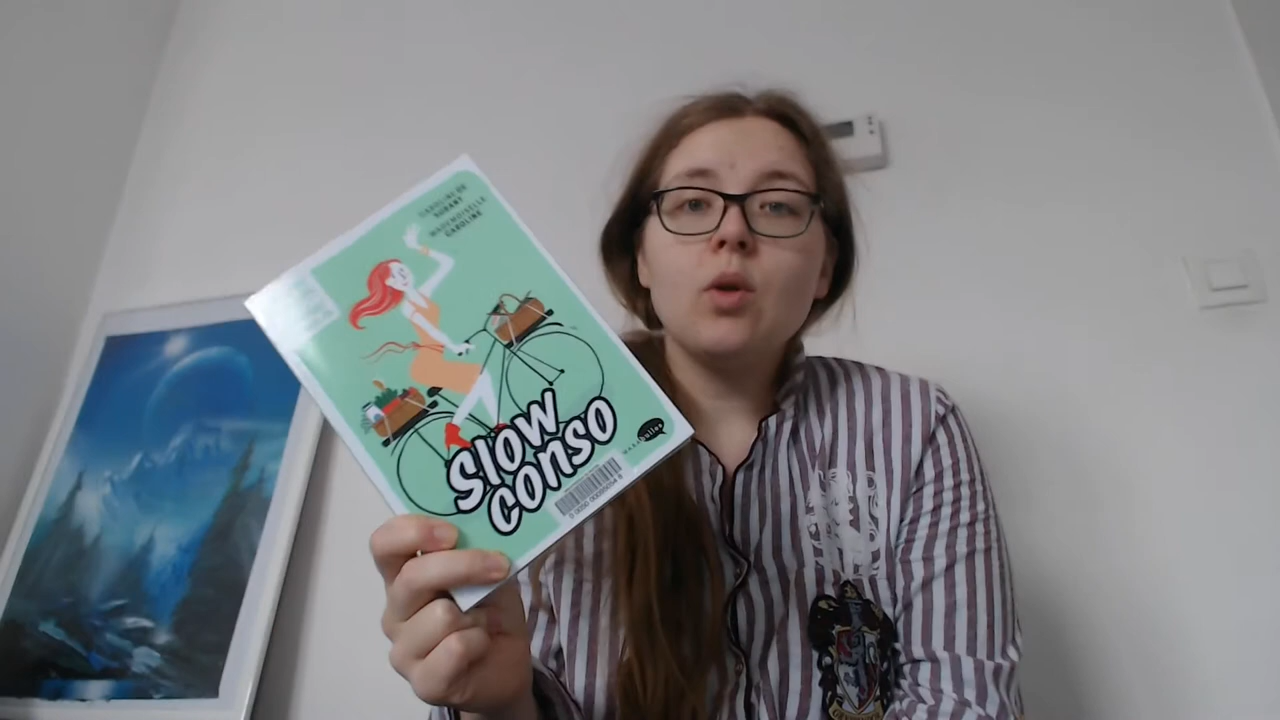 CAROLINE DE
SURANY
MADEMOISELLE
CAROLINE
Slow
conso
MARAbulles